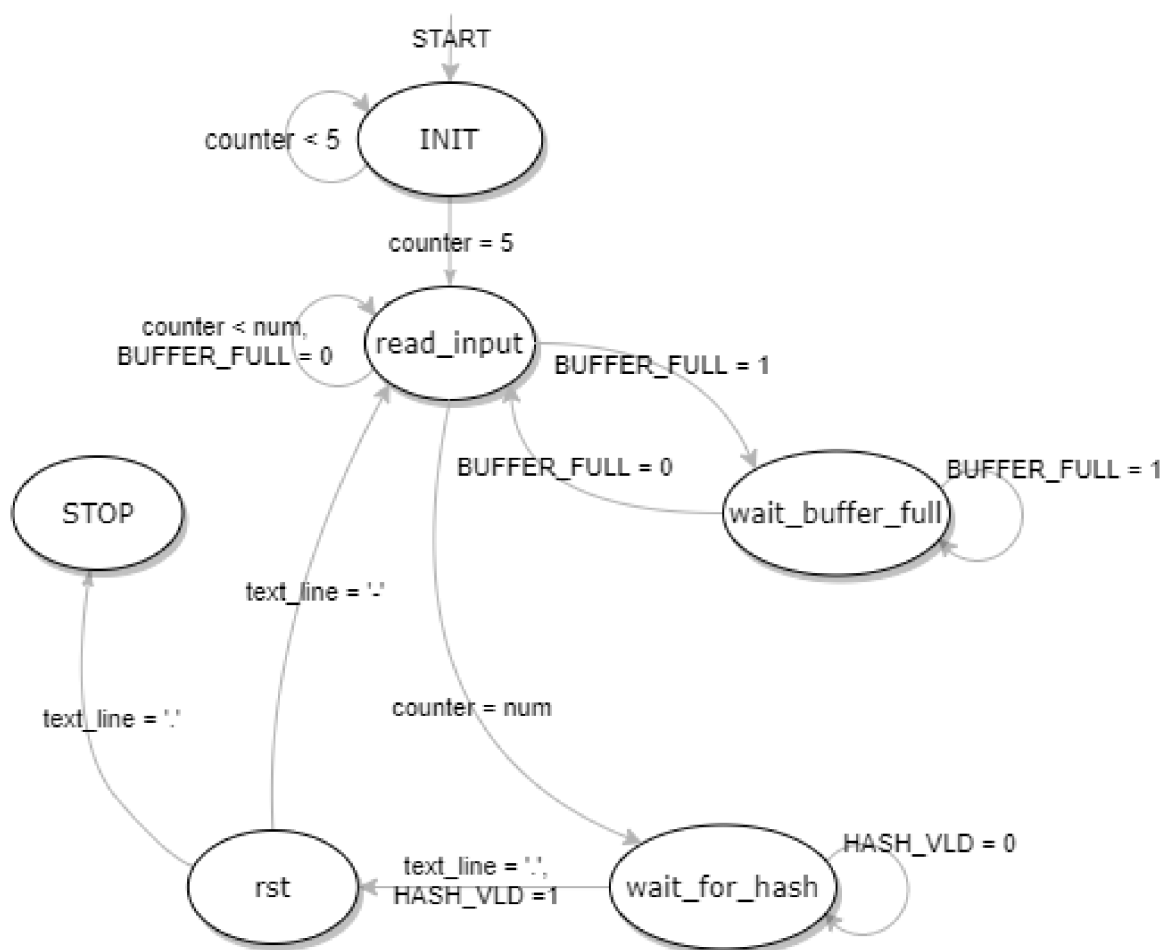 START
counter < 5
INIT
counter = 5
counter < num,
BUFFER_FULL = 0
read_input
BUFFER_FULL = 1
BUFFER_FULL = 0
BUFFER_FULL = 1
STOP
wait_buffer_full
text_line = '-'
text_line = '.'
counter = num
HASH_VLD = 0
rst
text_line = '.',
HASH_VLD =1
wait_for_hash